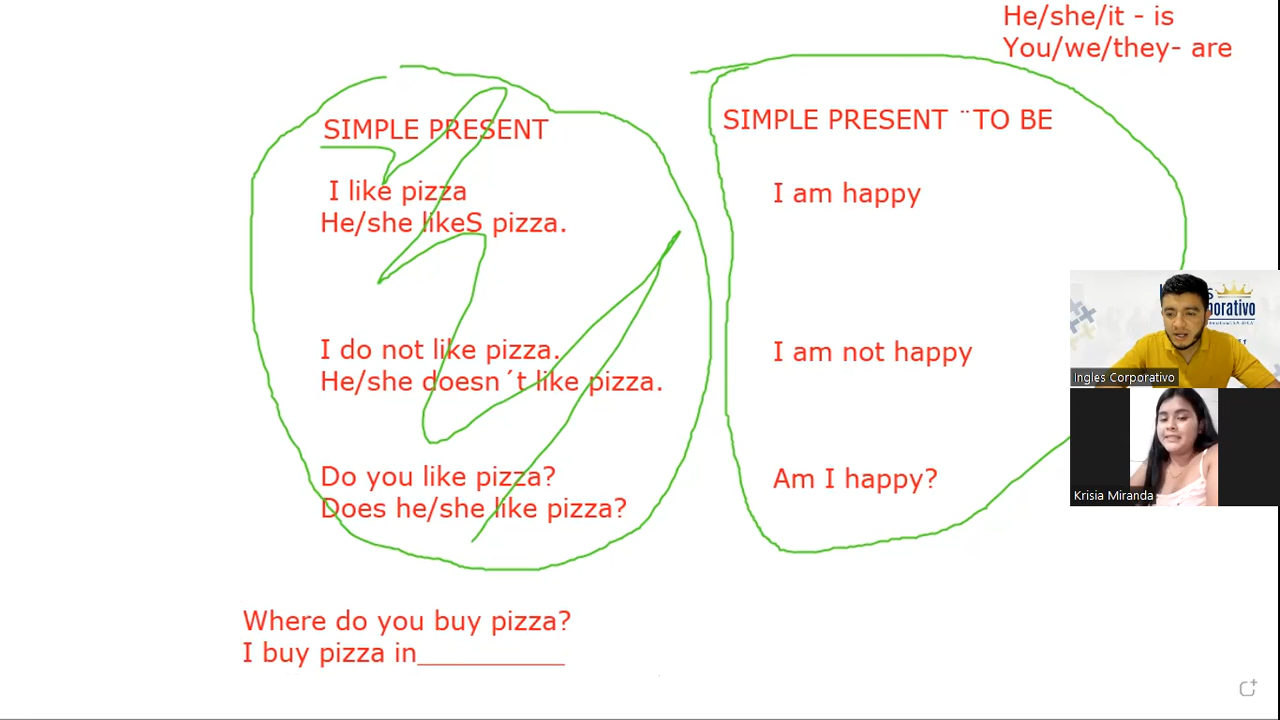 He/she/it - is
You/we/they- are
SIMPLE PRESENT
I like pizza
He/she likeS pizza.
I do not like pizza.
He/she doesn´t like pizza.
Do you like pizza?
Does he/she like pizza?
SIMPLE PRESENT ¨TO BE
I am happy
I am not happy
Am I happy?
Where do you buy pizza?
I buy pizza in__________
Ingles Corporativo
Krisia Miranda